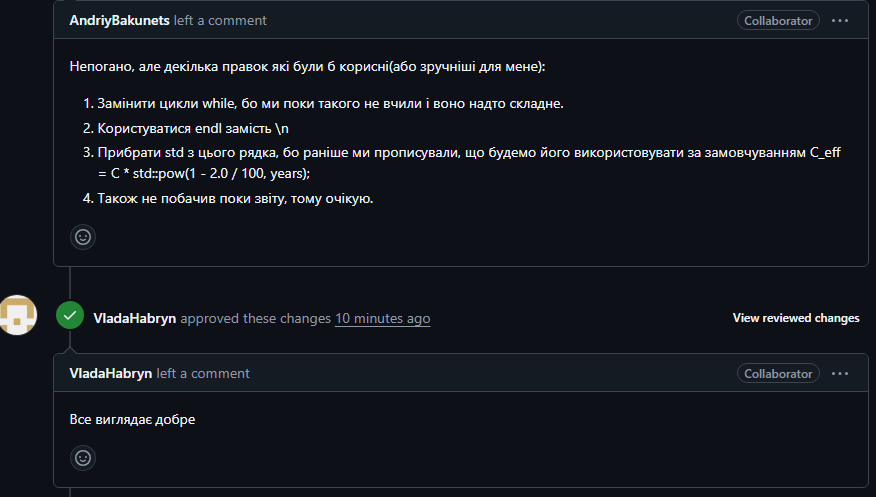 AndriyBakunets left a comment
Collaborator
Непогано, але декілька правок які були б корисні(або зручніші для мене):
1. Замінити цикли while, бо ми поки такого не вчили і воно надто складне.
2. Користуватися endl замість \n
3. Прибрати std з цього рядка, бо раніше ми прописували, що будемо його використовувати за замовчуванням C_eff
= C * std::pow(1 - 2.0 / 100, years);
4. Також не побачив поки звіту, тому очікую.
VladaHabryn approved these changes 10 minutes ago
View reviewed changes
VladaHabryn left a comment
Collaborator
Все виглядає добре